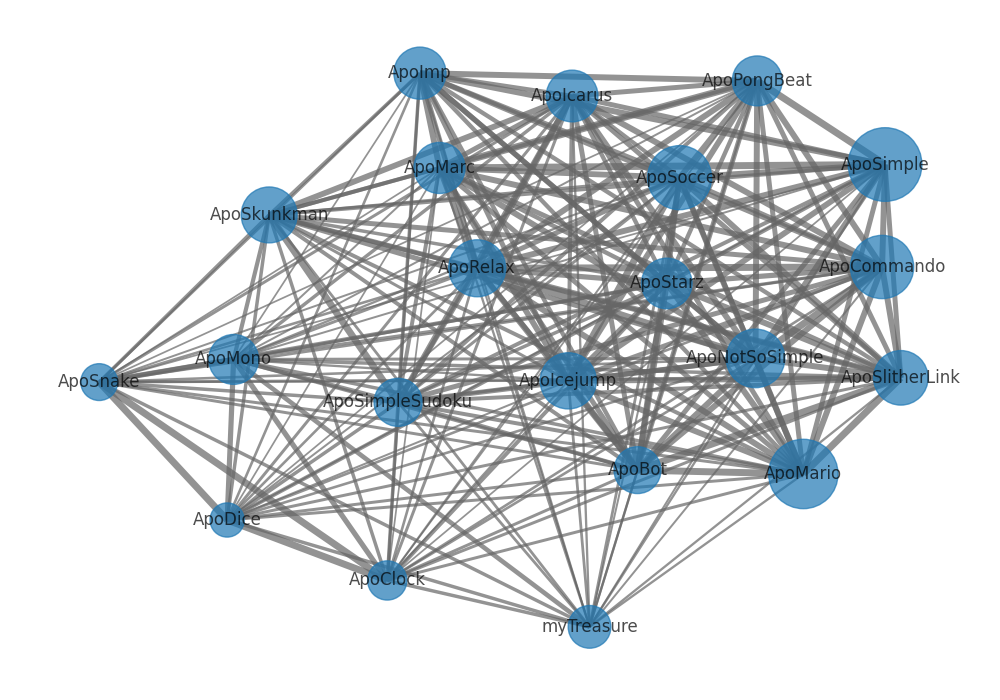 ApoImp
ApoIcarus
ApoPongBeat
ApoMarc
ApoSoccer
ApoSimple
ApoSkunkman
ApoRelax
ApoStarz
ApoCommando
ApoMono
ApoSnake
ApoSimpleSudoku
ApoIcejump
ApoNotSoSimple
ApoSlitherLink
ApoBot
ApoMario
ApoDice
ApoClock
myTreasure